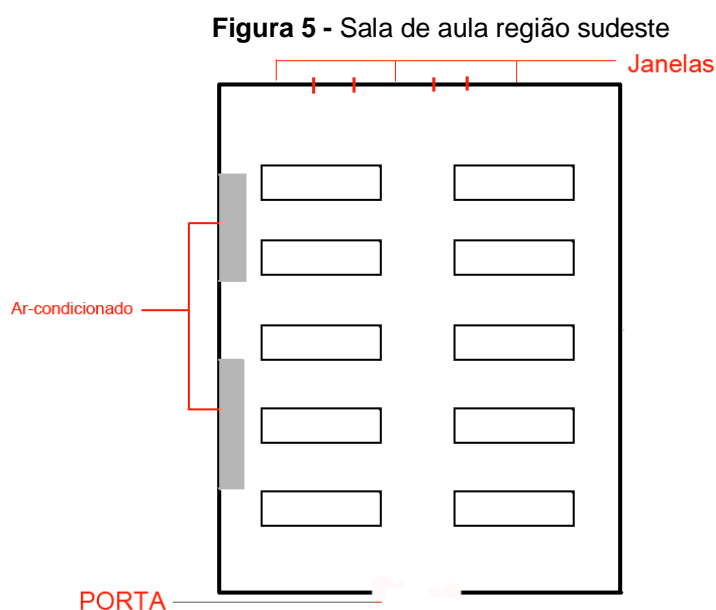 Figura 5 - Sala de aula região sudeste
Janelas
Ar-condicionado
PORTA